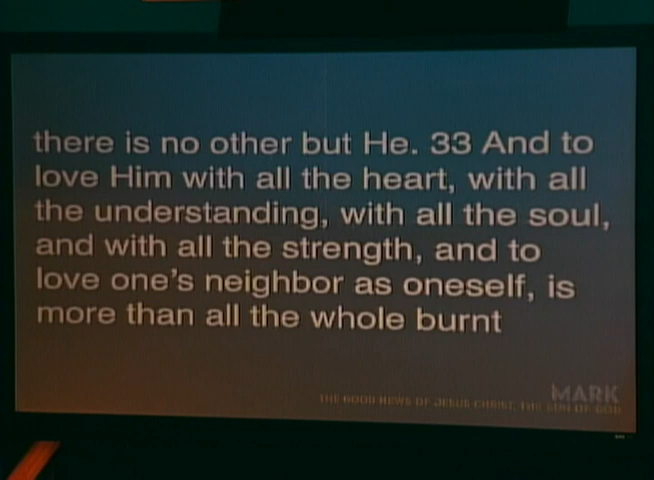 there is no other but He. 33 And to
love Him with all the heart, with all
the understanding, with all the soul,
and with all the strength, and to
love one's neighbor as oneself, is
more than all the whole burnt
MARK
THE GOOD NEWS OF JESUS CHRIST, THE SON OF GOD